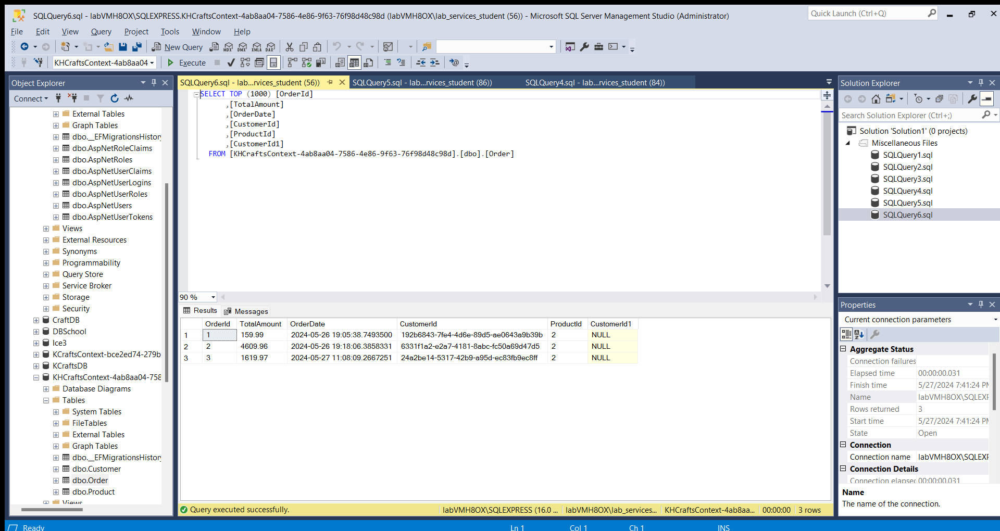 SQLQuery6.sql - labVMH8OX\SQLEXPRESS.KHCraftsContext-4ab8aa04-7586-4e86-9f63-76f98d48c98d (labVMH8OX\lab_services_student (56)) - Microsoft SQL Server Management Studio (Administrator)
Quick Launch (Ctrl+Q)
File Edit View Query Project Tools Window Help
New Query MDX DMX XMLA DAX
KHCraftsContext-4ab8aa04 Execute
Object Explorer
Connect
External Tables
Graph Tables
dbo.__EFMigrationsHistory
dbo.AspNetRoleClaims
dbo.AspNetRoles
dbo.AspNetUserClaims
dbo.AspNetUserLogins
dbo.AspNetUserRoles
dbo.AspNetUsers
dbo.AspNetUserTokens
Views
External Resources
Synonyms
Programmability
Query Store
Service Broker
Storage
Security
CraftDB
DBSchool
Ice3
KCraftsContext-bce2ed74-279b
KCraftsDB
KHCraftsContext-4ab8aa04-758
Database Diagrams
Tables
System Tables
FileTables
External Tables
Graph Tables
dbo.__EFMigrationsHistory
dbo.Customer
dbo.Order
dbo.Product
Views
SQLQuery6.sql - lab...rvices_student (56)) SQLQuery5.sql - lab...rvices_student (86)) SQLQuery4.sql - lab...rvices_student (84))
SELECT TOP (1000) [OrderId]
,[TotalAmount]
,[OrderDate]
,[CustomerId]
,[ProductId]
,[CustomerId1]
FROM [KHCraftsContext-4ab8aa04-7586-4e86-9f63-76f98d48c98d].[dbo].[Order]
90 %
Results Messages
OrderId TotalAmount OrderDate CustomerId ProductId CustomerId1
1 1 159.99 2024-05-26 19:05:38.7493500 192b6843-7fe4-4d6e-89d5-ae0643a9b39b 2 NULL
2 2 4609.96 2024-05-26 19:18:06.3858331 6331f1a2-e2a7-4181-8abc-fc50a69d47d5 2 NULL
3 3 1619.97 2024-05-27 11:08:09.2667251 24a2be14-5317-42b9-a95d-ec83fb9ec8ff 2 NULL
Query executed successfully. labVMH8OX\SQLEXPRESS (16.0 ... labVMH8OX\lab_services... KHCraftsContext-4ab8aa... 00:00:00 3 rows
Solution Explorer
Search Solution Explorer (Ctrl+;)
Solution 'Solution1' (0 projects)
Miscellaneous Files
SQLQuery1.sql
SQLQuery2.sql
SQLQuery3.sql
SQLQuery4.sql
SQLQuery5.sql
SQLQuery6.sql
Properties
Current connection parameters
Aggregate Status
Connection failures
Elapsed time 00:00:00.031
Finish time 5/27/2024 7:41:24 PM
Name labVMH8OX\SQLEXP
Rows returned 3
Start time 5/27/2024 7:41:24 PM
State Open
Connection
Connection name labVMH8OX\SQLEXP
Connection Details
Connection elapsed 00:00:00.031
Name
The name of the connection.
Ready Ln 1 Col 1 Ch 1 INS